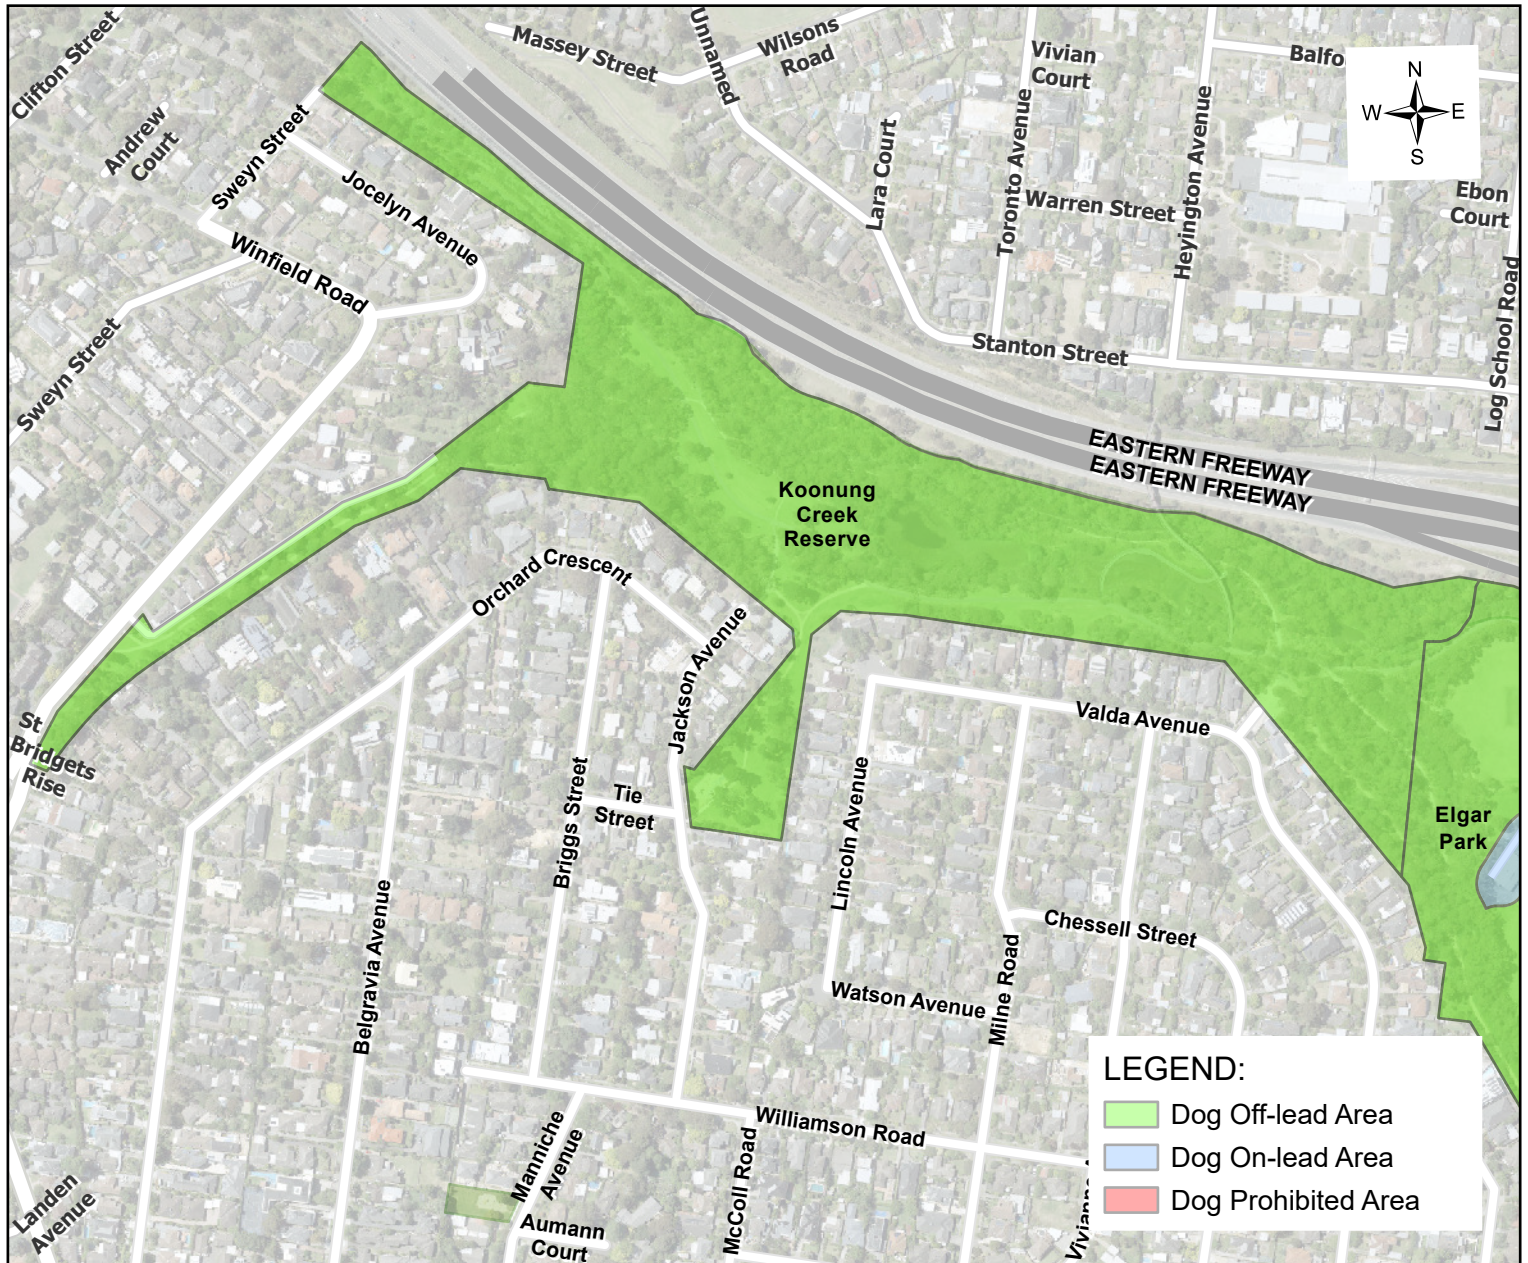 Clifton Street
Massey Street
Unnamed
Wilsons
Road
Vivian
Court
N
W E
S
Andrew
Court
Sweyn Street
Jocelyn Avenue
Lara Court
Toronto Avenue
Warren Street
Heyington Avenue
Ebon
Court
Winfield Road
Log School Road
Sweyn Street
Stanton Street
EASTERN FREEWAY
EASTERN FREEWAY
Koonung
Creek
Reserve
Orchard Crescent
Jackson Avenue
St
Bridgets
Rise
Valda Avenue
Briggs Street
Tie
Street
Lincoln Avenue
Elgar
Park
Belgravia Avenue
Chessell Street
Watson Avenue
Milne Road
LEGEND:
Dog Off-lead Area
Dog On-lead Area
Dog Prohibited Area
Williamson Road
Manniche
Avenue
McColl Road
Landen
Avenue
Aumann
Court